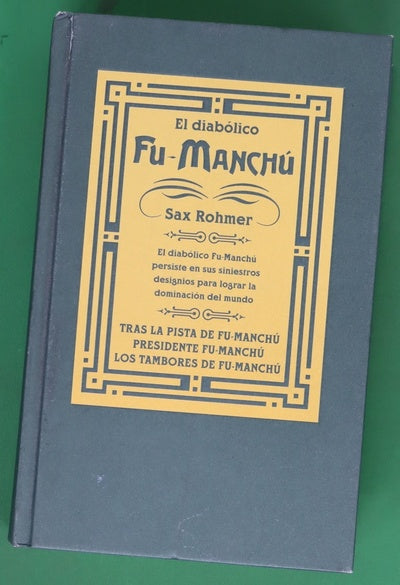 El diabólico
FU-MANCHÚ
Sax Rohmer
El diabólico Fu-Manchú
persiste en sus siniestros
designios para lograr la
dominación del mundo
TRAS LA PISTA DE FU-MANCHÚ
PRESIDENTE FU-MANCHÚ
LOS TAMBORES DE FU-MANCHÚ